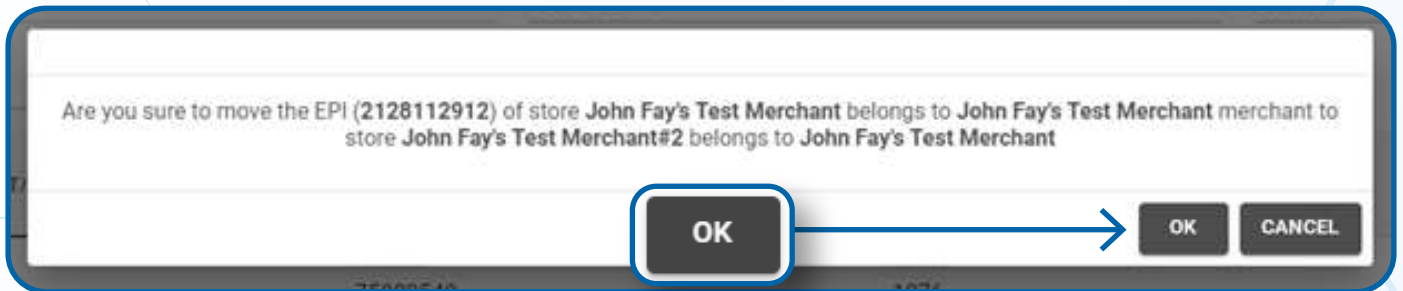 Are you sure to move the EPI (2128112912) of store John Fay's Test Merchant belongs to John Fay's Test Merchant merchant to
store John Fay's Test Merchant#2 belongs to John Fay's Test Merchant
OK
OK
CANCEL